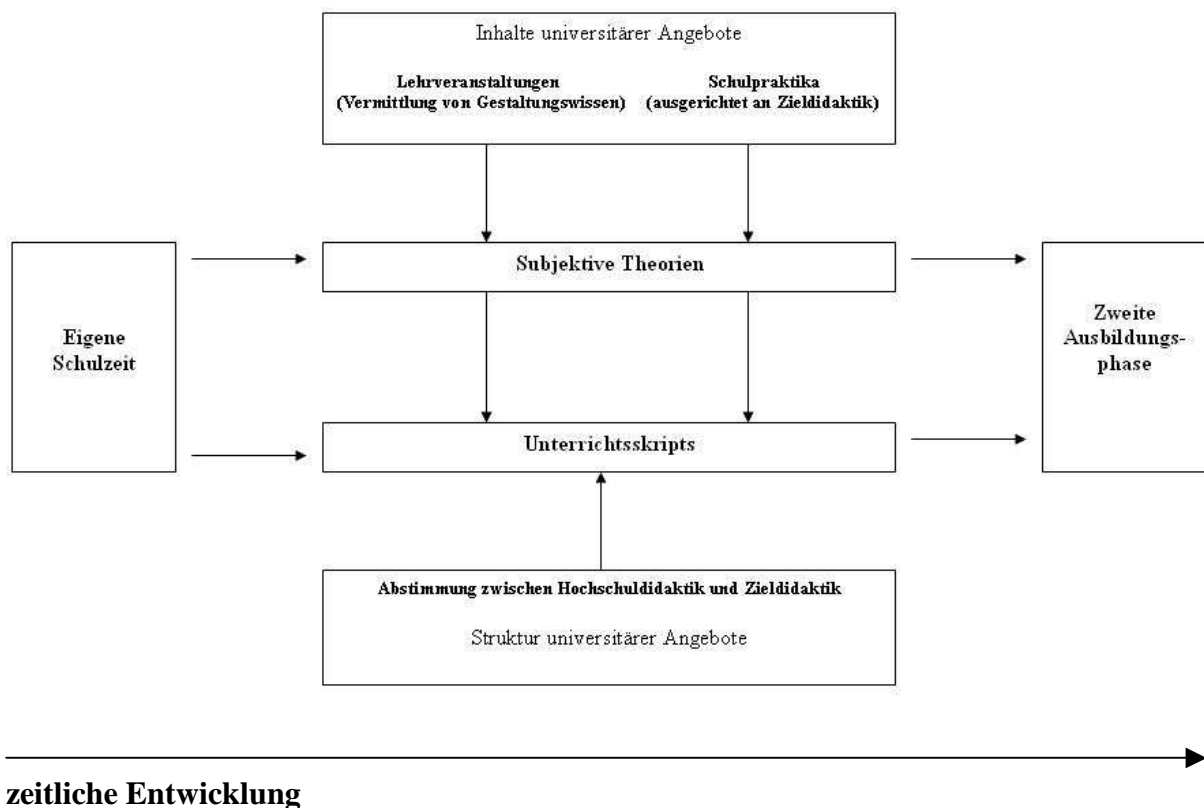 Inhalte universitärer Angebote
Lehrveranstaltungen
(Vermittlung von Gestaltungswissen)
Schulpraktika
(ausgerichtet an Zieldidaktik)
Subjektive Theorien
Eigene
Schulzeit
Zweite
Ausbildungs-
phase
Unterrichtsskripts
Abstimmung zwischen Hochschuldidaktik und Zieldidaktik
Struktur universitärer Angebote
zeitliche Entwicklung